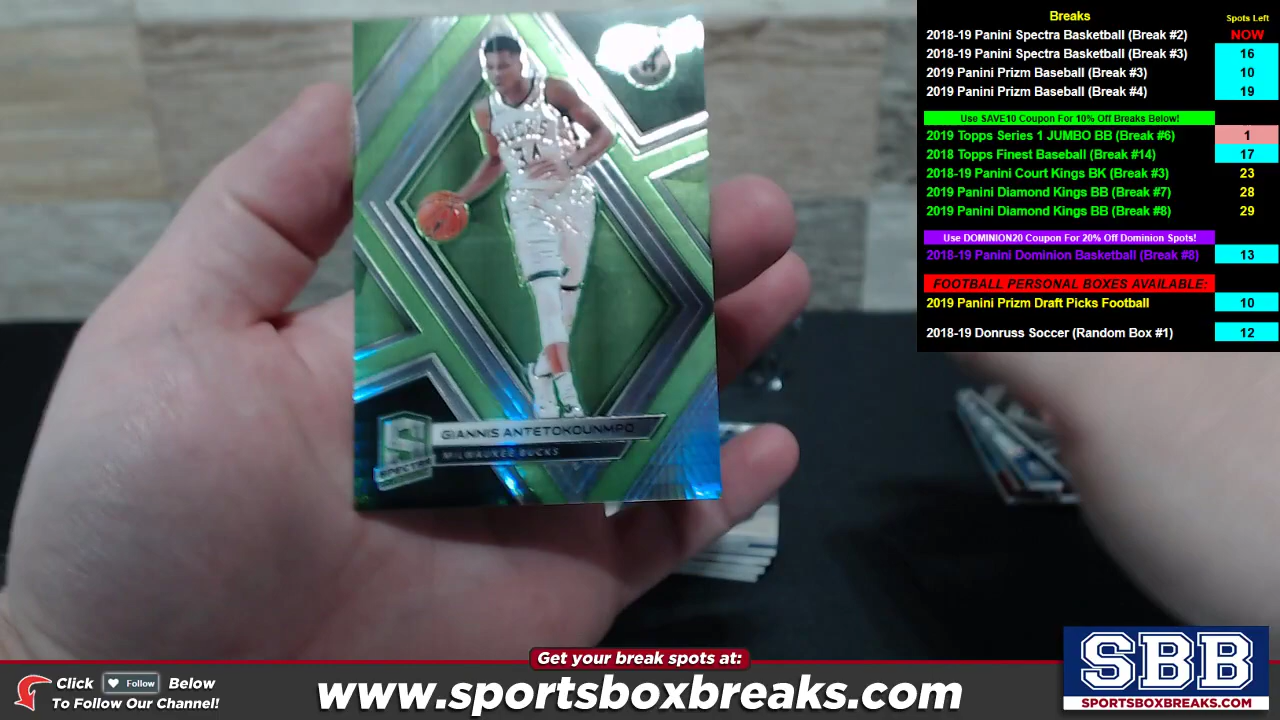 Breaks
Spots Left
2018-19 Panini Spectra Basketball (Break #2) NOW
2018-19 Panini Spectra Basketball (Break #3) 16
2019 Panini Prizm Baseball (Break #3) 10
2019 Panini Prizm Baseball (Break #4) 19
Use SAVE10 Coupon For 10% Off Breaks Below!
2019 Topps Series 1 JUMBO BB (Break #6) 1
2018 Topps Finest Baseball (Break #14) 17
2018-19 Panini Court Kings BK (Break #3) 23
2019 Panini Diamond Kings BB (Break #7) 28
2019 Panini Diamond Kings BB (Break #8) 29
Use DOMINION20 Coupon For 20% Off Dominion Spots!
2018-19 Panini Dominion Basketball (Break #8) 13
FOOTBALL PERSONAL BOXES AVAILABLE:
2019 Panini Prizm Draft Picks Football 10
2018-19 Donruss Soccer (Random Box #1) 12
34
GIANNIS ANTETOKOUNMPO
MILWAUKEE BUCKS
SPECTRA
Get your break spots at:
www.sportsboxbreaks.com
Click Follow Below
To Follow Our Channel!
SBB
SPORTSBOXBREAKS.COM